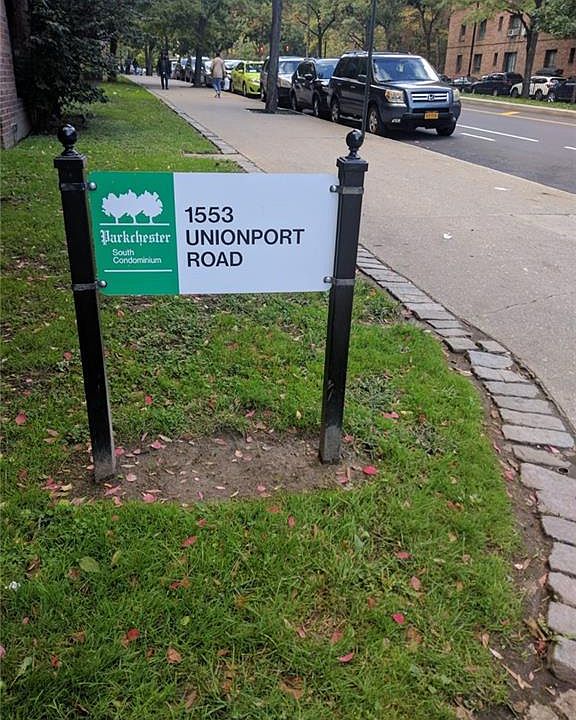 Parkchester
South
Condominium
1553
UNIONPORT
ROAD